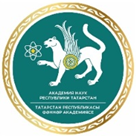 АКАДЕМИЯ НАУК
РЕСПУБЛИКИ ТАТАРСТАН
ТАТАРСТАН РЕСПУБЛИКАСЫ
ФӘННӘР АКАДЕМИЯСЕ